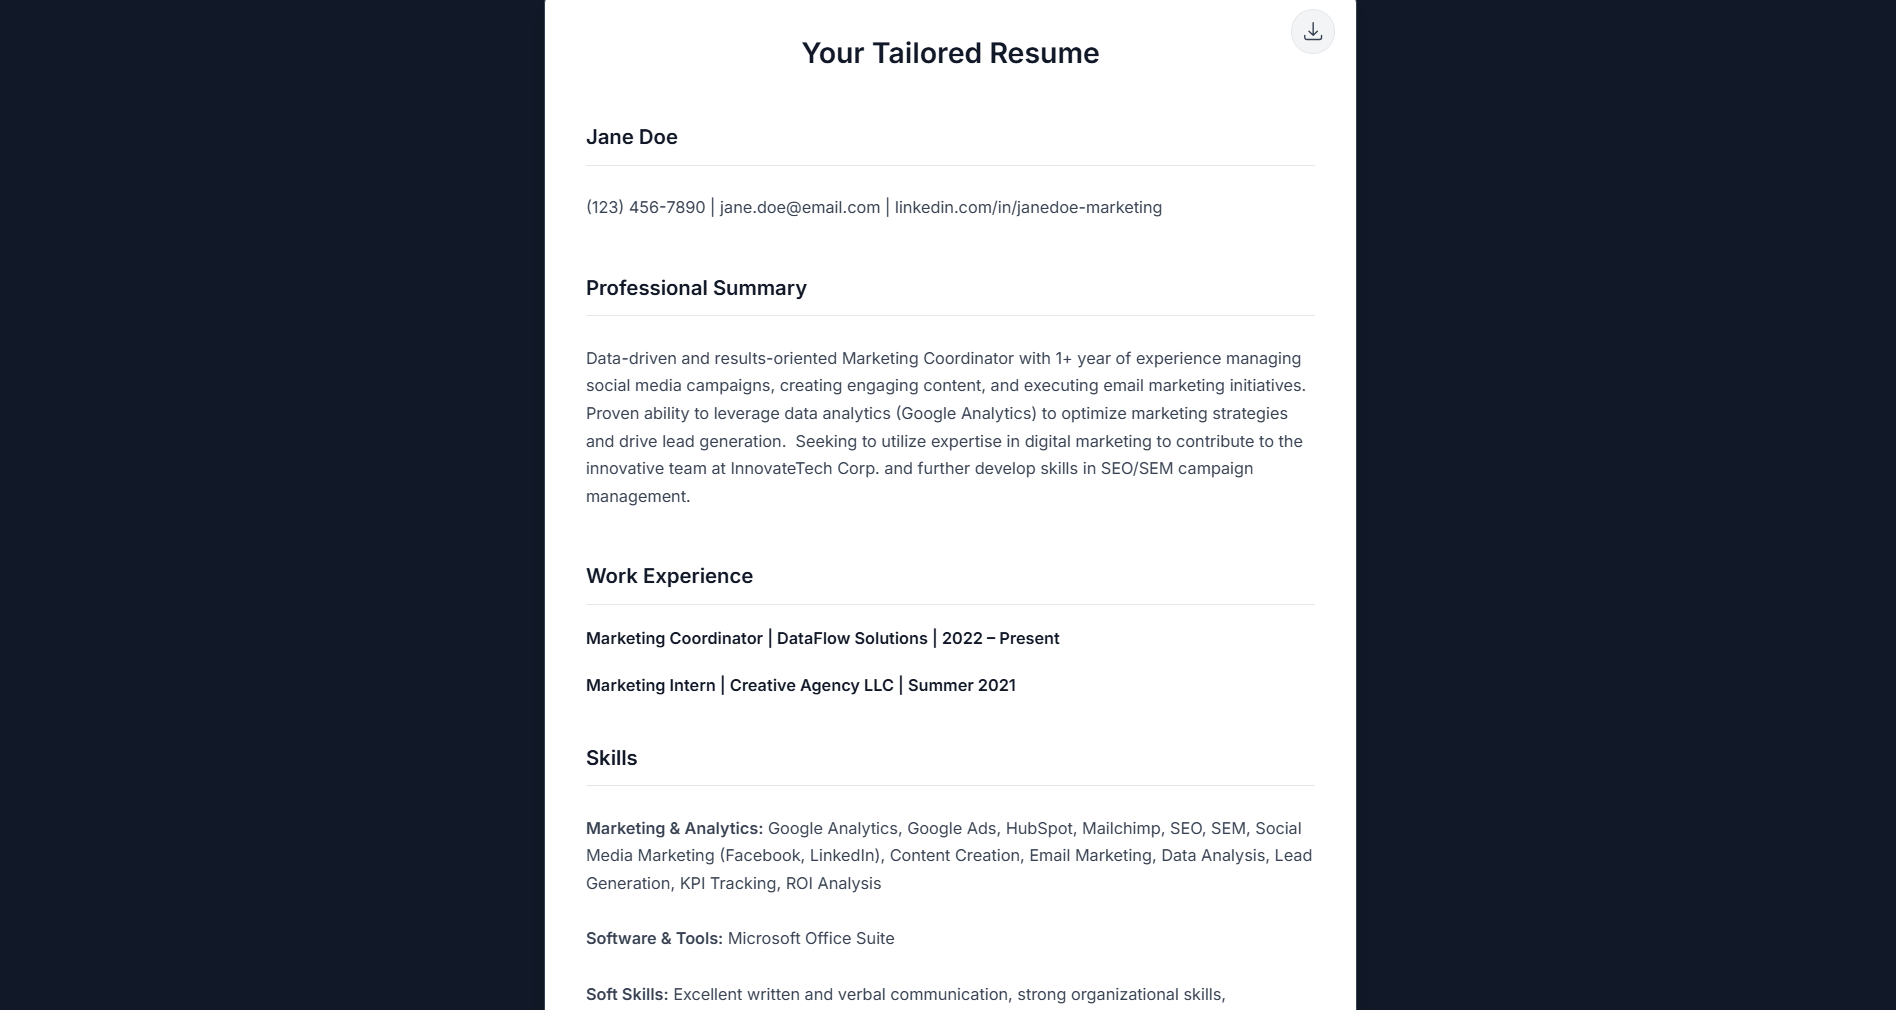 Your Tailored Resume
Jane Doe
(123) 456-7890 | jane.doe@email.com | linkedin.com/in/janedoe-marketing
Professional Summary
Data-driven and results-oriented Marketing Coordinator with 1+ year of experience managing
social media campaigns, creating engaging content, and executing email marketing initiatives.
Proven ability to leverage data analytics (Google Analytics) to optimize marketing strategies
and drive lead generation.  Seeking to utilize expertise in digital marketing to contribute to the
innovative team at InnovateTech Corp. and further develop skills in SEO/SEM campaign
management.
Work Experience
Marketing Coordinator | DataFlow Solutions | 2022 – Present
Marketing Intern | Creative Agency LLC | Summer 2021
Skills
Marketing & Analytics: Google Analytics, Google Ads, HubSpot, Mailchimp, SEO, SEM, Social
Media Marketing (Facebook, LinkedIn), Content Creation, Email Marketing, Data Analysis, Lead
Generation, KPI Tracking, ROI Analysis
Software & Tools: Microsoft Office Suite
Soft Skills: Excellent written and verbal communication, strong organizational skills,